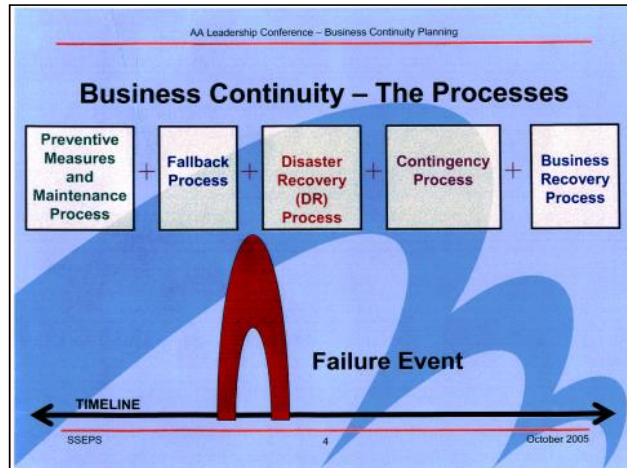 AA Leadership Conference – Business Continuity Planning
Business Continuity – The Processes
Preventive
Measures
and
Maintenance
Process
+
Fallback
Process
+
Disaster
Recovery
(DR)
Process
+
Contingency
Process
+
Business
Recovery
Process
Failure Event
TIMELINE
SSEPS
4
October 2005